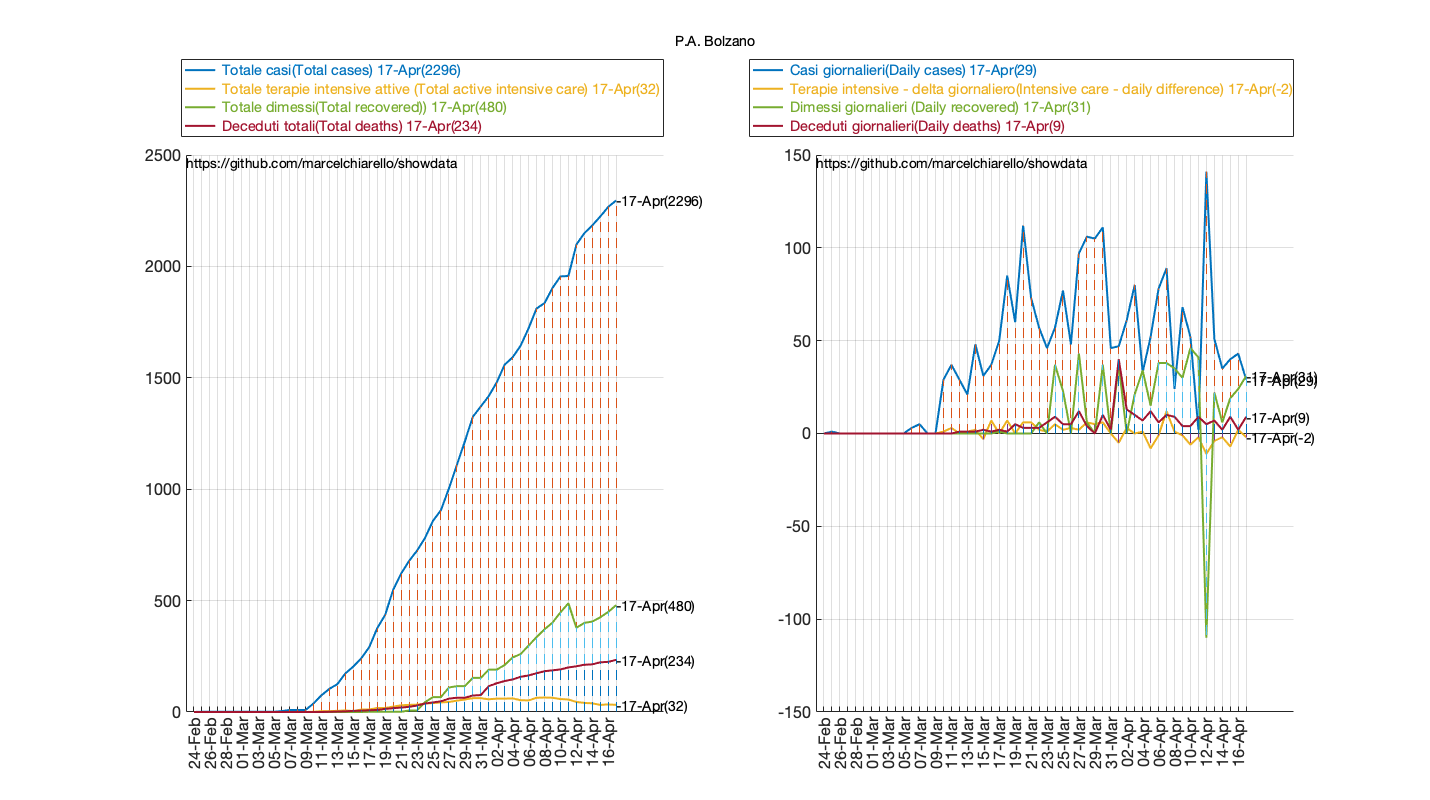 P.A. Bolzano
Totale casi(Total cases) 17-Apr(2296)
Totale terapie intensive attive (Total active intensive care) 17-Apr(32)
Totale dimessi(Total recovered)) 17-Apr(480)
Deceduti totali(Total deaths) 17-Apr(234)
2500
https://github.com/marcelchiarello/showdata
17-Apr(2296)
2000
1500
1000
500
17-Apr(480)
17-Apr(234)
17-Apr(32)
0
24-Feb
26-Feb
28-Feb
01-Mar
03-Mar
05-Mar
07-Mar
09-Mar
11-Mar
13-Mar
15-Mar
17-Mar
19-Mar
21-Mar
23-Mar
25-Mar
27-Mar
29-Mar
31-Mar
02-Apr
04-Apr
06-Apr
08-Apr
10-Apr
12-Apr
14-Apr
16-Apr
Casi giornalieri(Daily cases) 17-Apr(29)
Terapie intensive - delta giornaliero(Intensive care - daily difference) 17-Apr(-2)
Dimessi giornalieri (Daily recovered) 17-Apr(31)
Deceduti giornalieri(Daily deaths) 17-Apr(9)
150
https://github.com/marcelchiarello/showdata
100
50
17-Apr(31)
17-Apr(29)
17-Apr(9)
0
17-Apr(-2)
-50
-100
-150
24-Feb
26-Feb
28-Feb
01-Mar
03-Mar
05-Mar
07-Mar
09-Mar
11-Mar
13-Mar
15-Mar
17-Mar
19-Mar
21-Mar
23-Mar
25-Mar
27-Mar
29-Mar
31-Mar
02-Apr
04-Apr
06-Apr
08-Apr
10-Apr
12-Apr
14-Apr
16-Apr